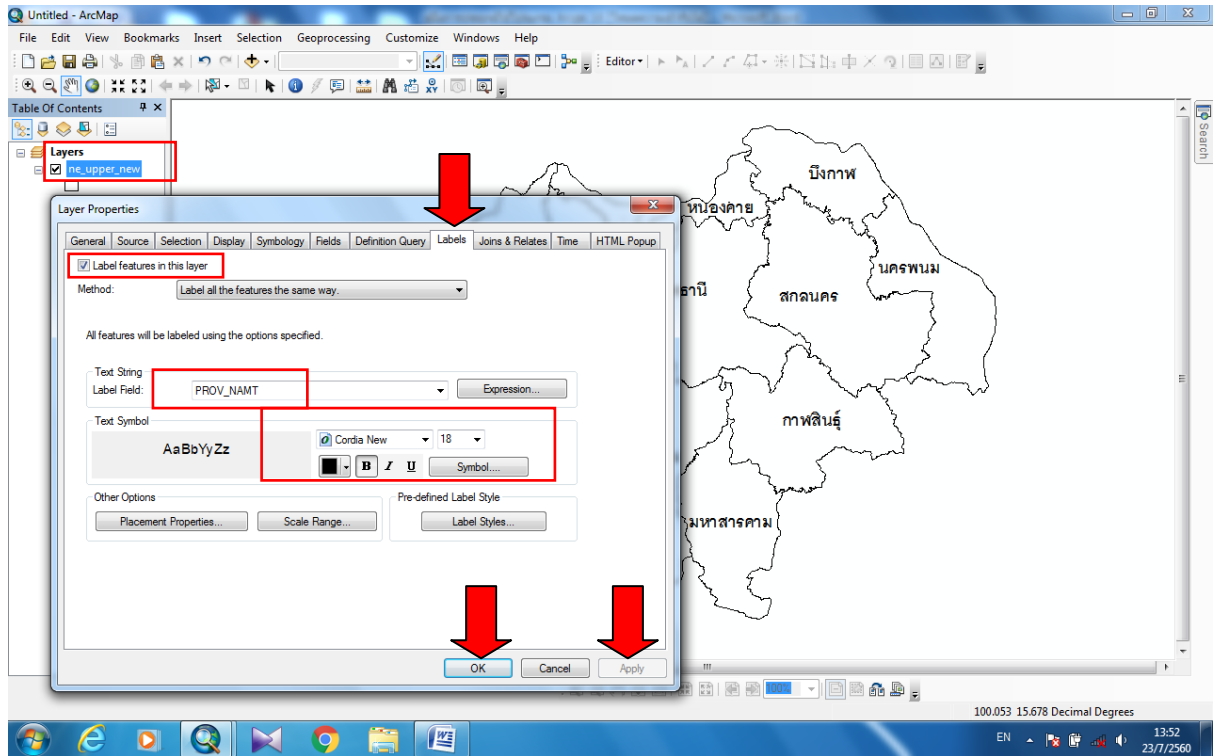 Untitled - ArcMap
File Edit View Bookmarks Insert Selection Geoprocessing Customize Windows Help
Editor
Table Of Contents
Layers
ne_upper_new
Search
บึงกาฬ
หนองคาย
นครพนม
ธานี
สกลนคร
กาฬสินธุ์
มหาสารคาม
Layer Properties
General Source Selection Display Symbology Fields Definition Query Labels Joins & Relates Time HTML Popup
Label features in this layer
Method: Label all the features the same way.
All features will be labeled using the options specified.
Text String
Label Field: PROV_NAMT Expression...
Text Symbol
AaBbYyZz
Cordia New 18
B I U Symbol...
Other Options
Placement Properties... Scale Range...
Pre-defined Label Style
Label Styles...
OK Cancel Apply
100%
100.053 15.678 Decimal Degrees
EN
13:52
23/7/2560